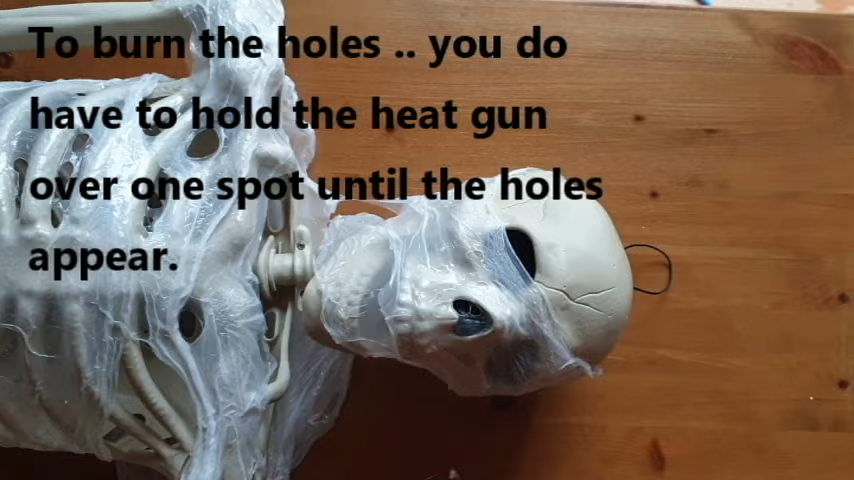 To burn the holes .. you do
have to hold the heat gun
over one spot until the holes
appear.